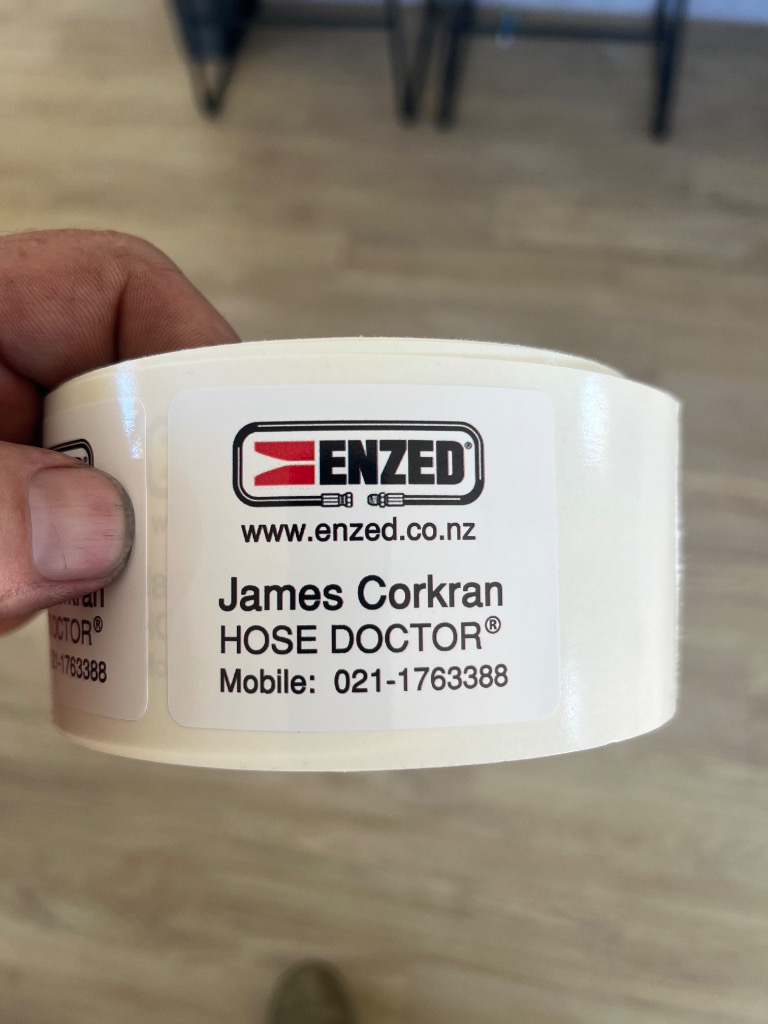 ENZED®
www.enzed.co.nz
James Corkran
HOSE DOCTOR®
Mobile: 021-1763388